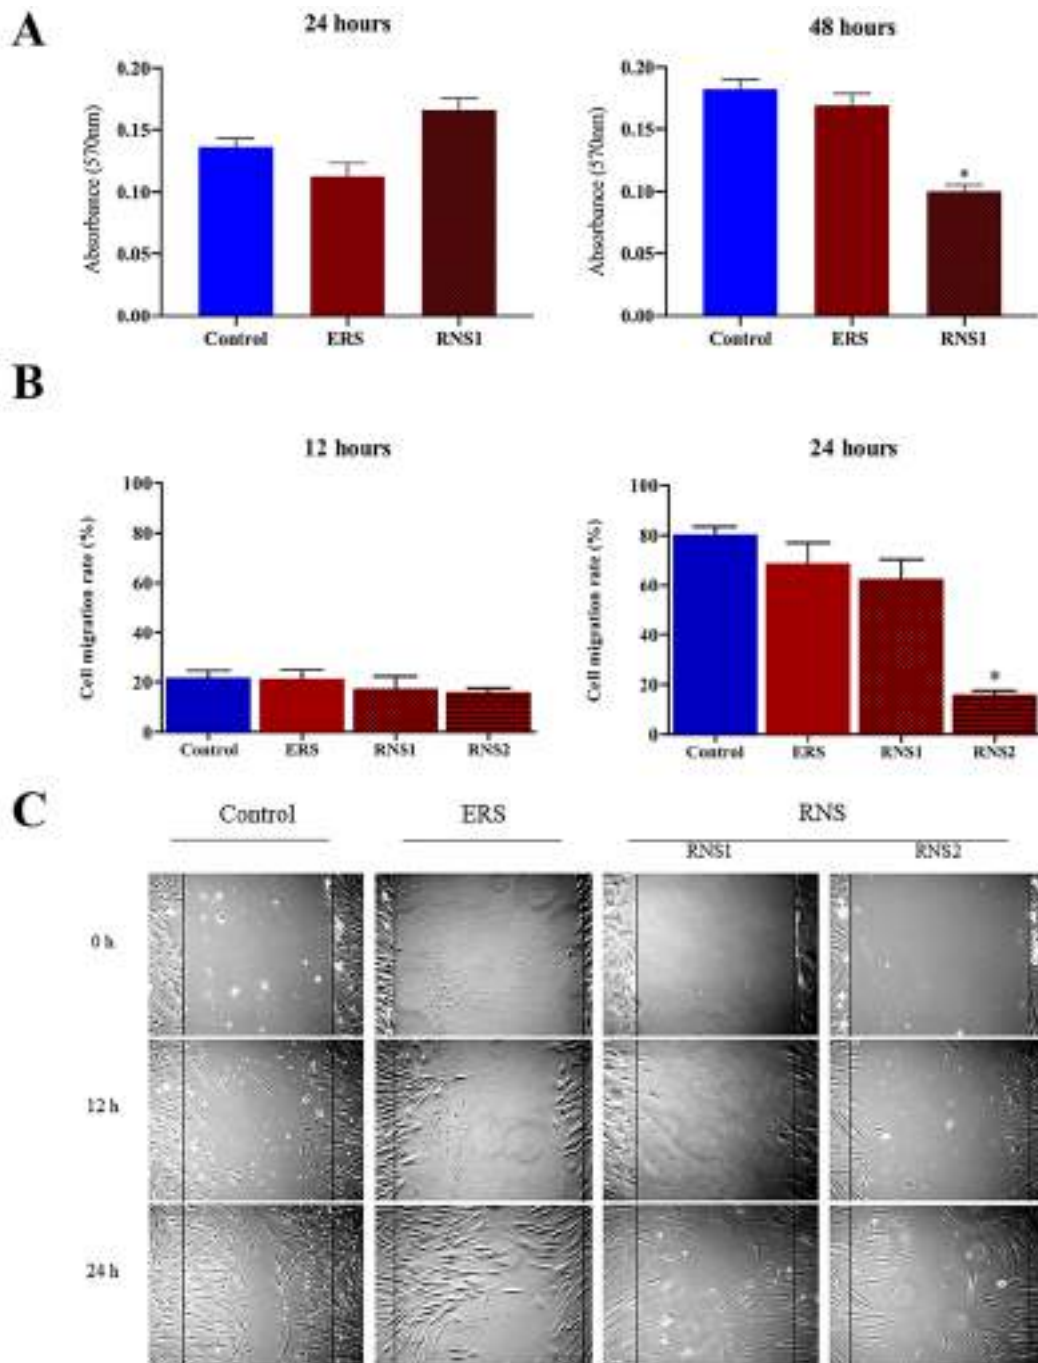 A
24 hours
48 hours
Absorbance (570nm)
0.20
0.15
0.10
0.05
0.00
Control ERS RNS1
Absorbance (570nm)
0.20
0.15
0.10
0.05
0.00
*
Control ERS RNS1
B
12 hours
24 hours
Cell migration rate (%)
100
80
60
40
20
0
Control ERS RNS1 RNS2
Cell migration rate (%)
100
80
60
40
20
0
*
Control ERS RNS1 RNS2
C
Control ERS RNS
RNS1 RNS2
0 h
12 h
24 h